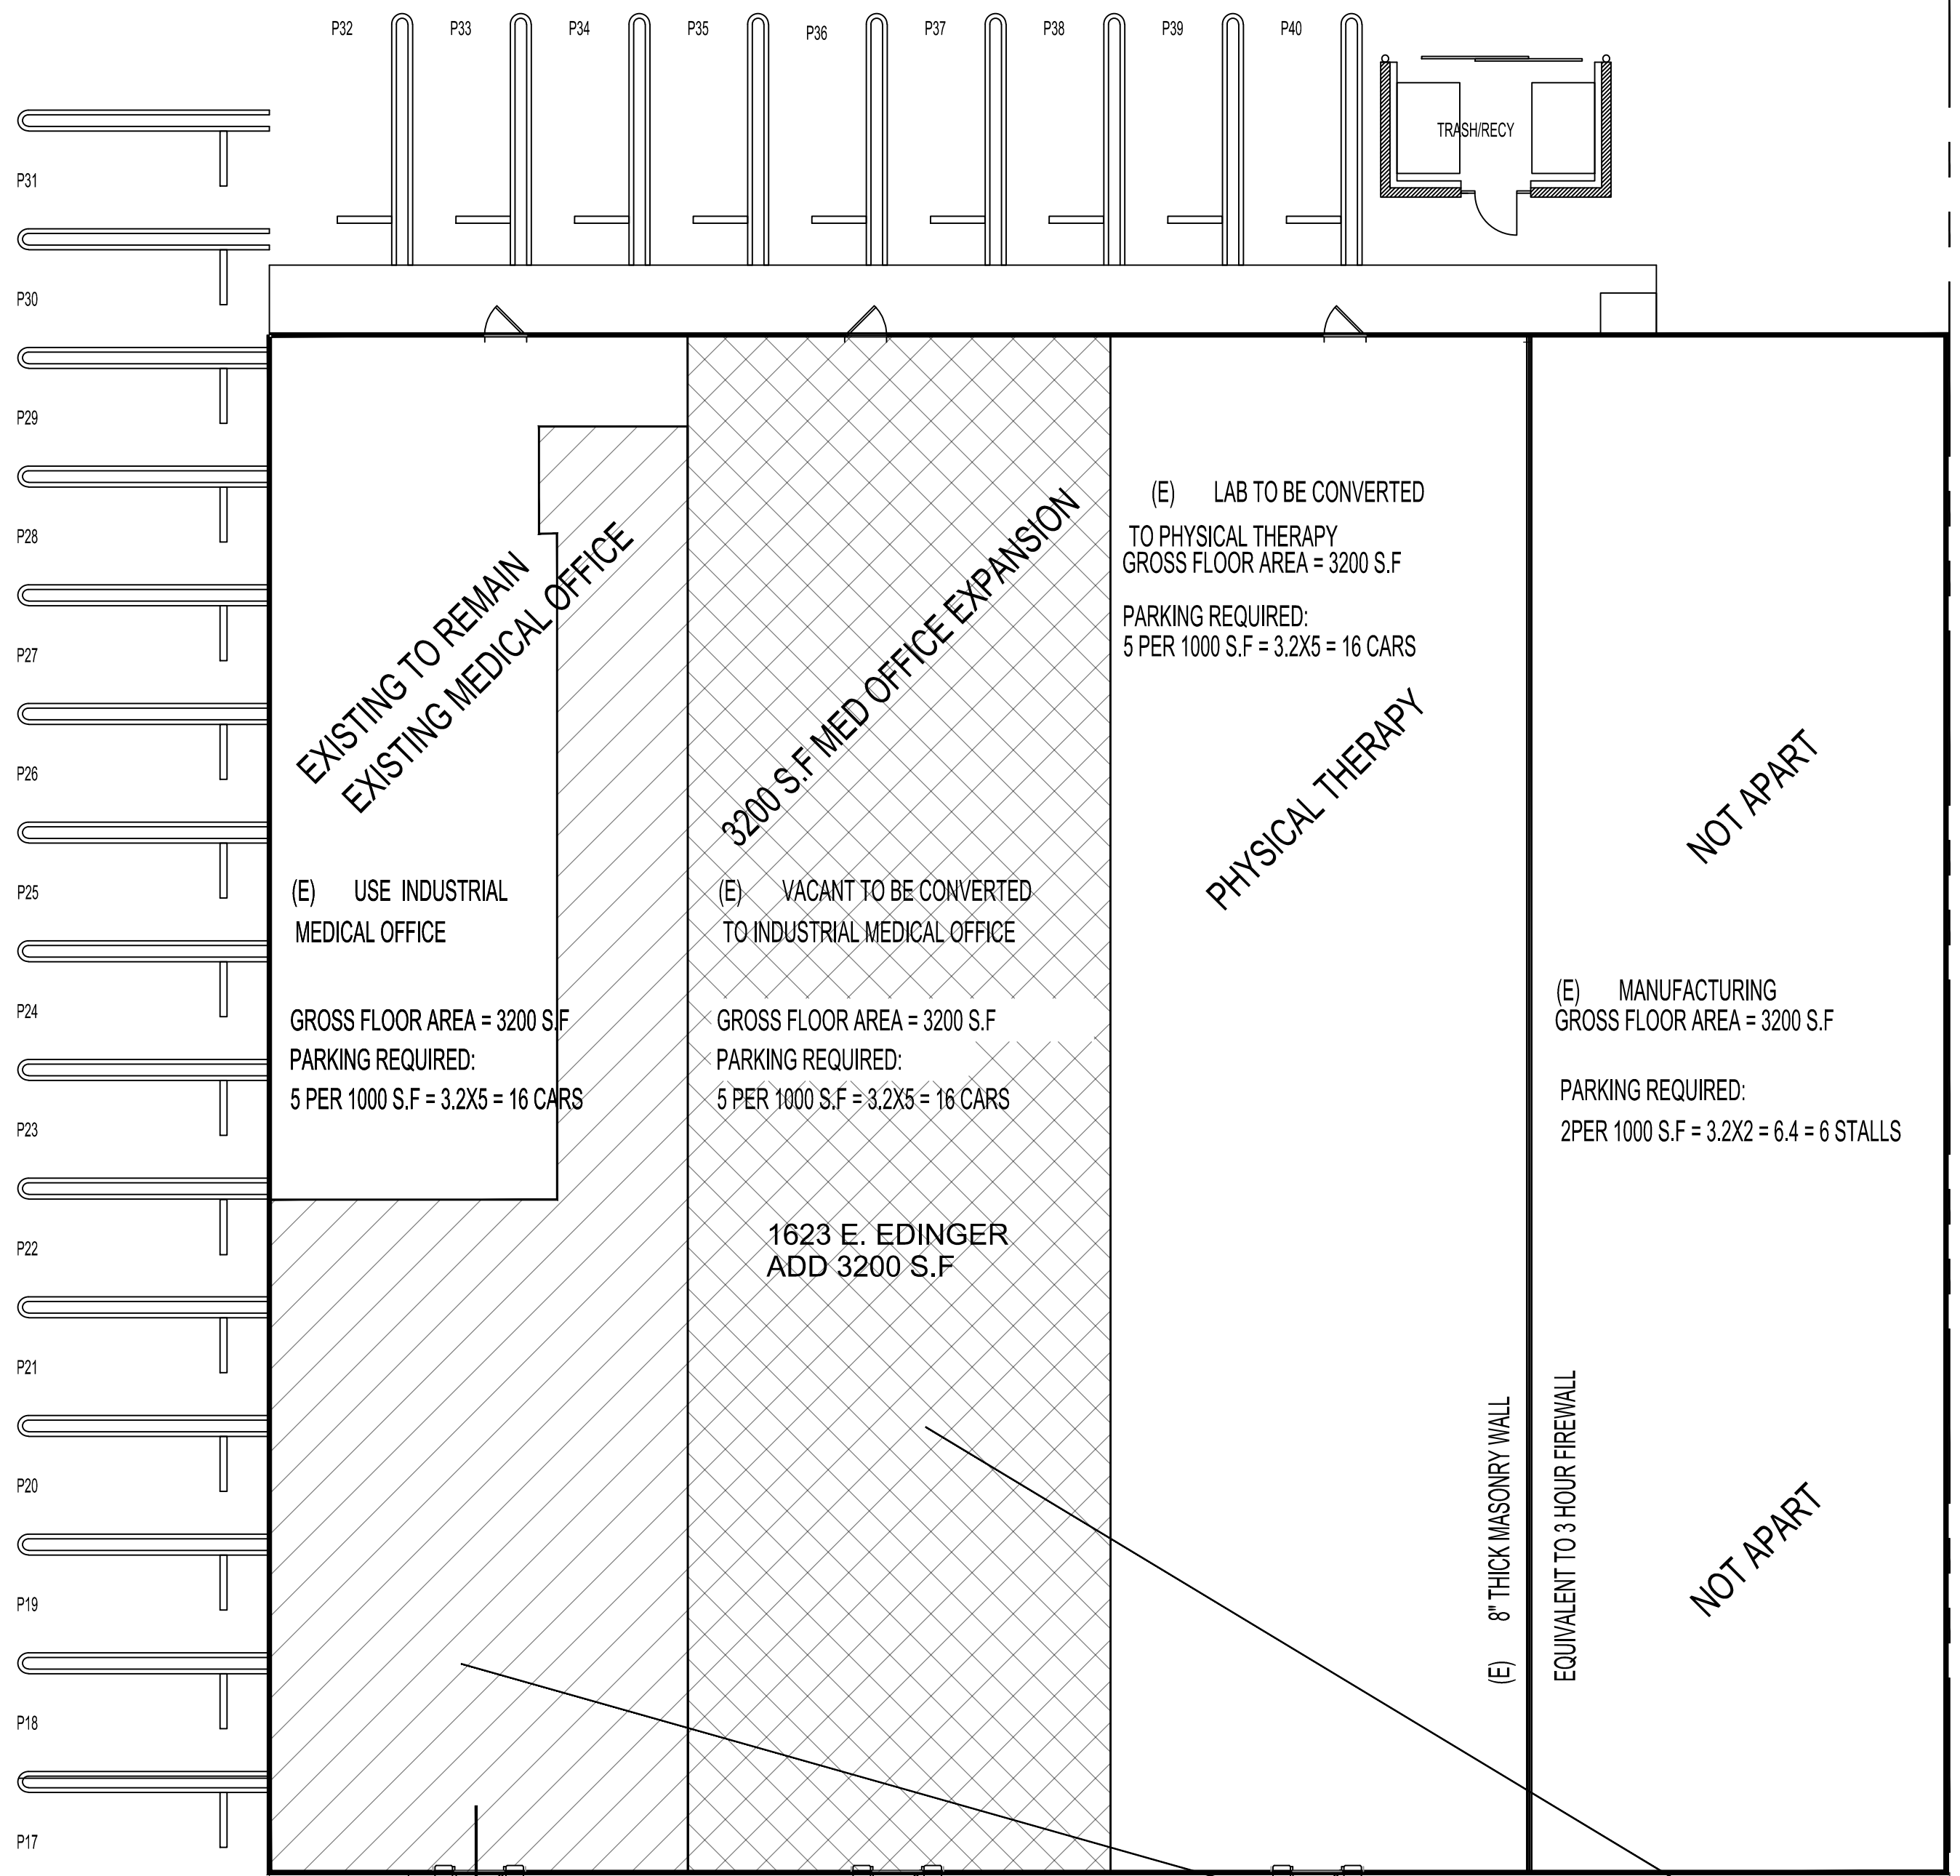 P32
P33
P34
P35
P36
P37
P38
P39
P40
TRASH/RECY
P31
P30
P29
P28
P27
P26
P25
P24
P23
P22
P21
P20
P19
P18
P17
EXISTING TO REMAIN
EXISTING MEDICAL OFFICE
(E) USE INDUSTRIAL
MEDICAL OFFICE
GROSS FLOOR AREA = 3200 S.F
PARKING REQUIRED:
5 PER 1000 S.F = 3.2X5 = 16 CARS
3200 S.F MED OFFICE EXPANSION
(E) VACANT TO BE CONVERTED
TO INDUSTRIAL MEDICAL OFFICE
GROSS FLOOR AREA = 3200 S.F
PARKING REQUIRED:
5 PER 1000 S.F = 3.2X5 = 16 CARS
1623 E. EDINGER
ADD 3200 S.F
(E) LAB TO BE CONVERTED
TO PHYSICAL THERAPY
GROSS FLOOR AREA = 3200 S.F
PARKING REQUIRED:
5 PER 1000 S.F = 3.2X5 = 16 CARS
PHYSICAL THERAPY
(E) 8" THICK MASONRY WALL
EQUIVALENT TO 3 HOUR FIREWALL
NOT APART
(E) MANUFACTURING
GROSS FLOOR AREA = 3200 S.F
PARKING REQUIRED:
2PER 1000 S.F = 3.2X2 = 6.4 = 6 STALLS
NOT APART